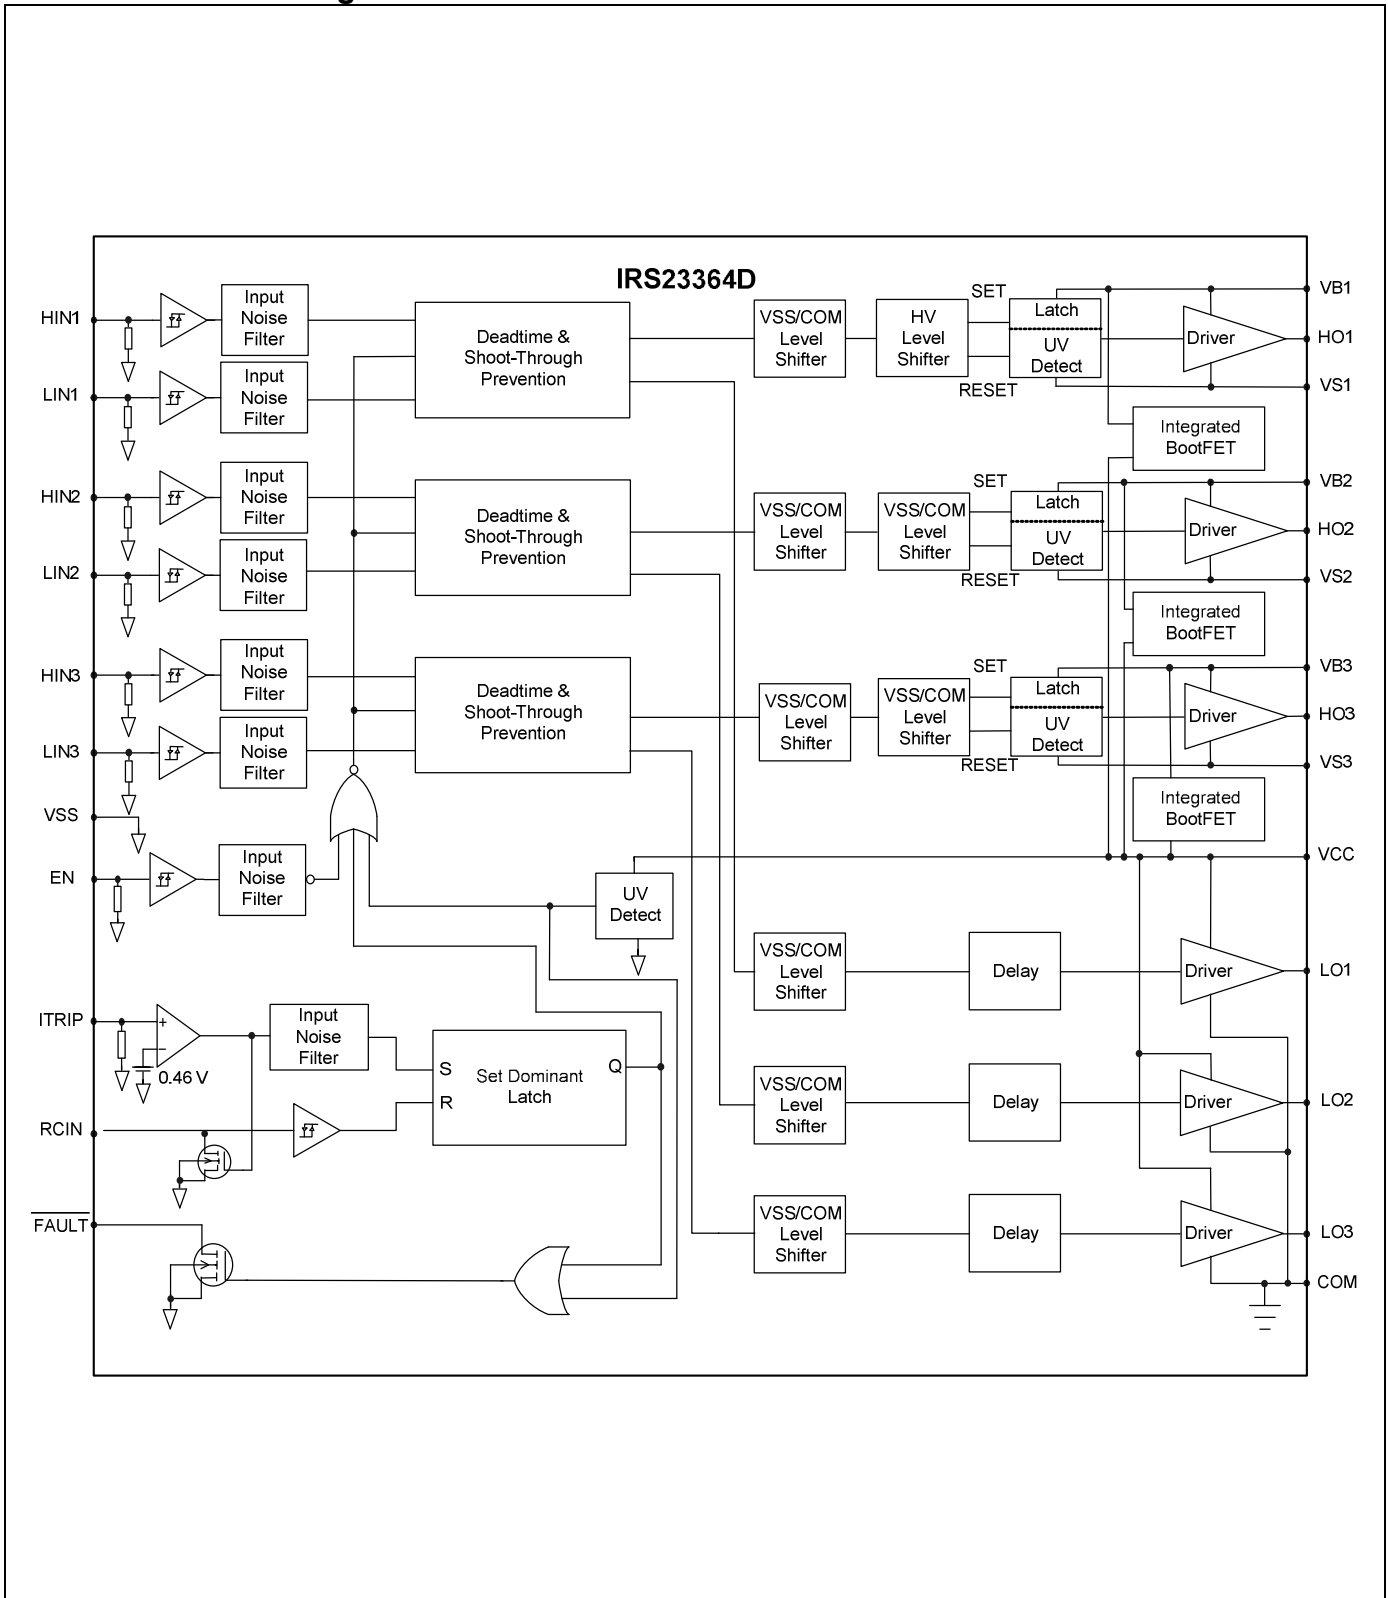 IRS23364D
HIN1
Input
Noise
Filter
LIN1
Input
Noise
Filter
Deadtime &
Shoot-Through
Prevention
VSS/COM
Level
Shifter
HV
Level
Shifter
SET
RESET
Latch
UV
Detect
Driver
VB1
HO1
VS1
Integrated
BootFET
HIN2
Input
Noise
Filter
LIN2
Input
Noise
Filter
Deadtime &
Shoot-Through
Prevention
VSS/COM
Level
Shifter
VSS/COM
Level
Shifter
SET
RESET
Latch
UV
Detect
Driver
VB2
HO2
VS2
Integrated
BootFET
HIN3
Input
Noise
Filter
LIN3
Input
Noise
Filter
Deadtime &
Shoot-Through
Prevention
VSS/COM
Level
Shifter
VSS/COM
Level
Shifter
SET
RESET
Latch
UV
Detect
Driver
VB3
HO3
VS3
Integrated
BootFET
VSS
VCC
EN
Input
Noise
Filter
UV
Detect
VSS/COM
Level
Shifter
Delay
Driver
LO1
ITRIP
+
−
0.46 V
Input
Noise
Filter
S
R
Q
Set Dominant
Latch
RCIN
VSS/COM
Level
Shifter
Delay
Driver
LO2
FAULT
VSS/COM
Level
Shifter
Delay
Driver
LO3
COM